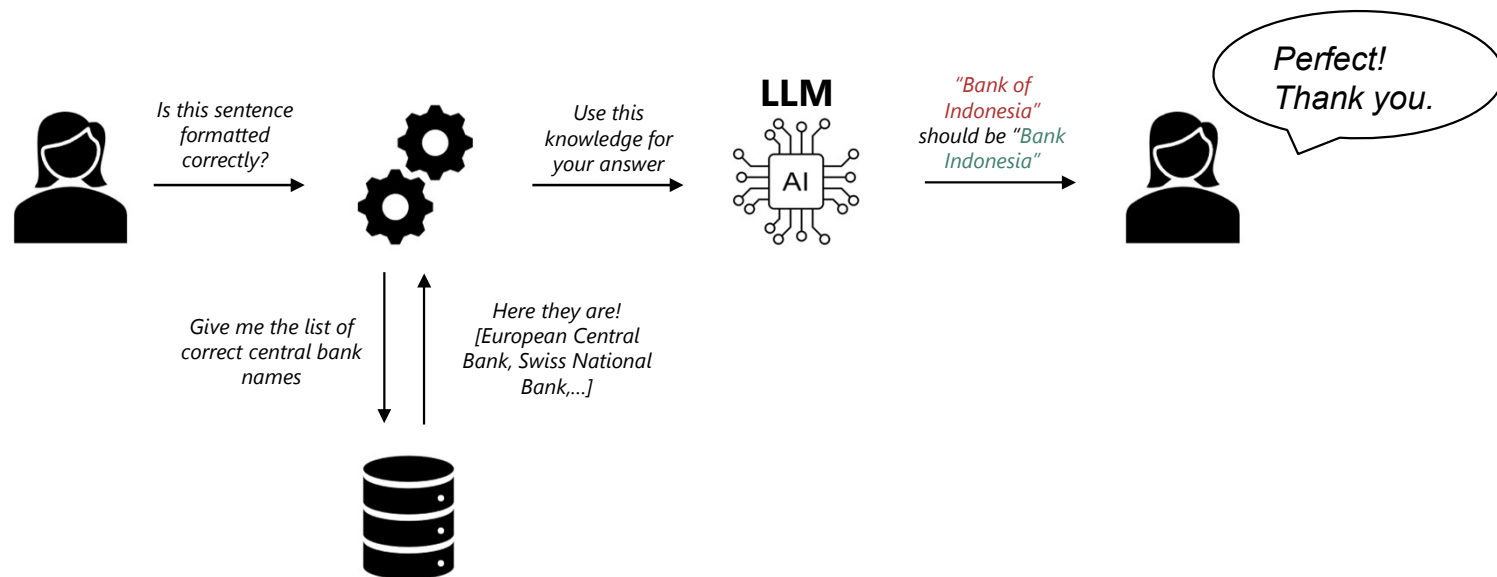 Is this sentence
formatted
correctly?
Use this
knowledge for
your answer
LLM
AI
“Bank of
Indonesia”
should be “Bank
Indonesia”
Perfect!
Thank you.
Give me the list of
correct central bank
names
Here they are!
[European Central
Bank, Swiss National
Bank,...]